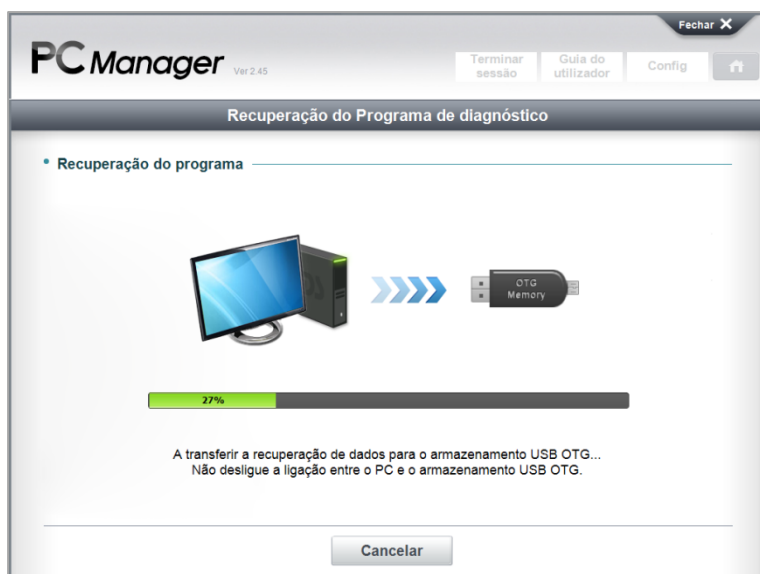 Fechar X
PC Manager Ver 2.45
Terminar sessão
Guia do utilizador
Config
Recuperação do Programa de diagnóstico
Recuperação do programa
OTG
Memory
27%
A transferir a recuperação de dados para o armazenamento USB OTG...
Não desligue a ligação entre o PC e o armazenamento USB OTG.
Cancelar